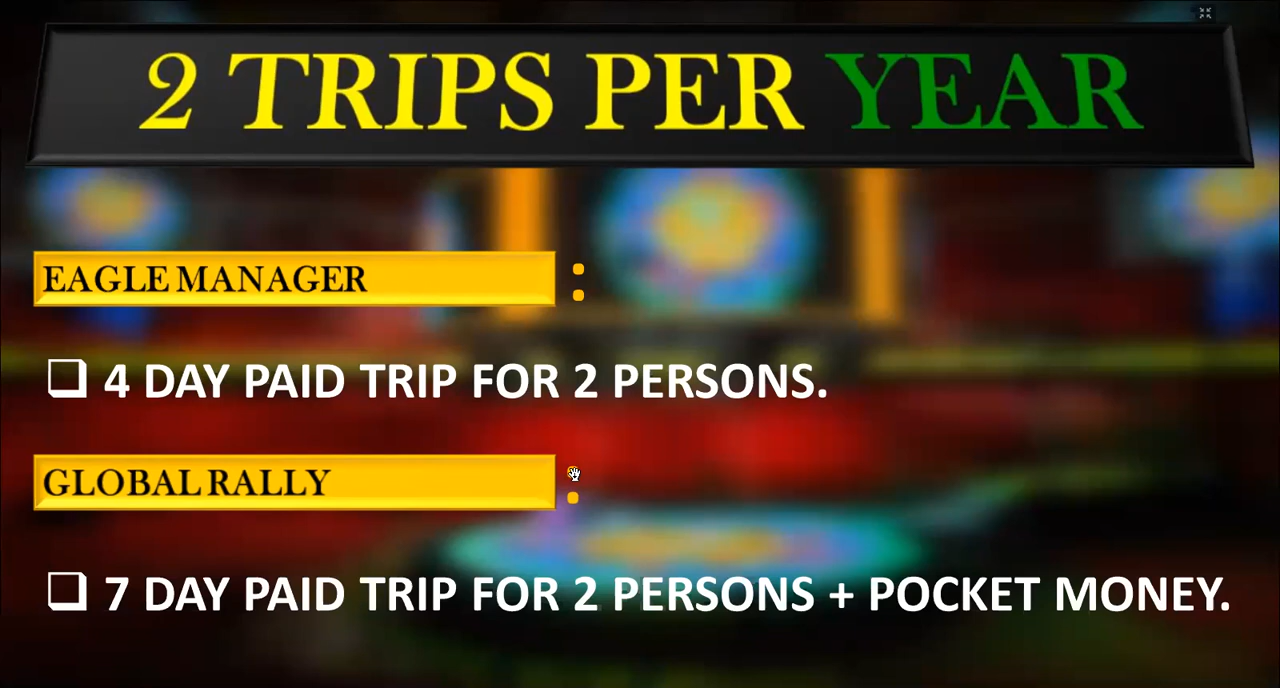 2 TRIPS PER YEAR
EAGLE MANAGER :
4 DAY PAID TRIP FOR 2 PERSONS.
GLOBAL RALLY :
7 DAY PAID TRIP FOR 2 PERSONS + POCKET MONEY.